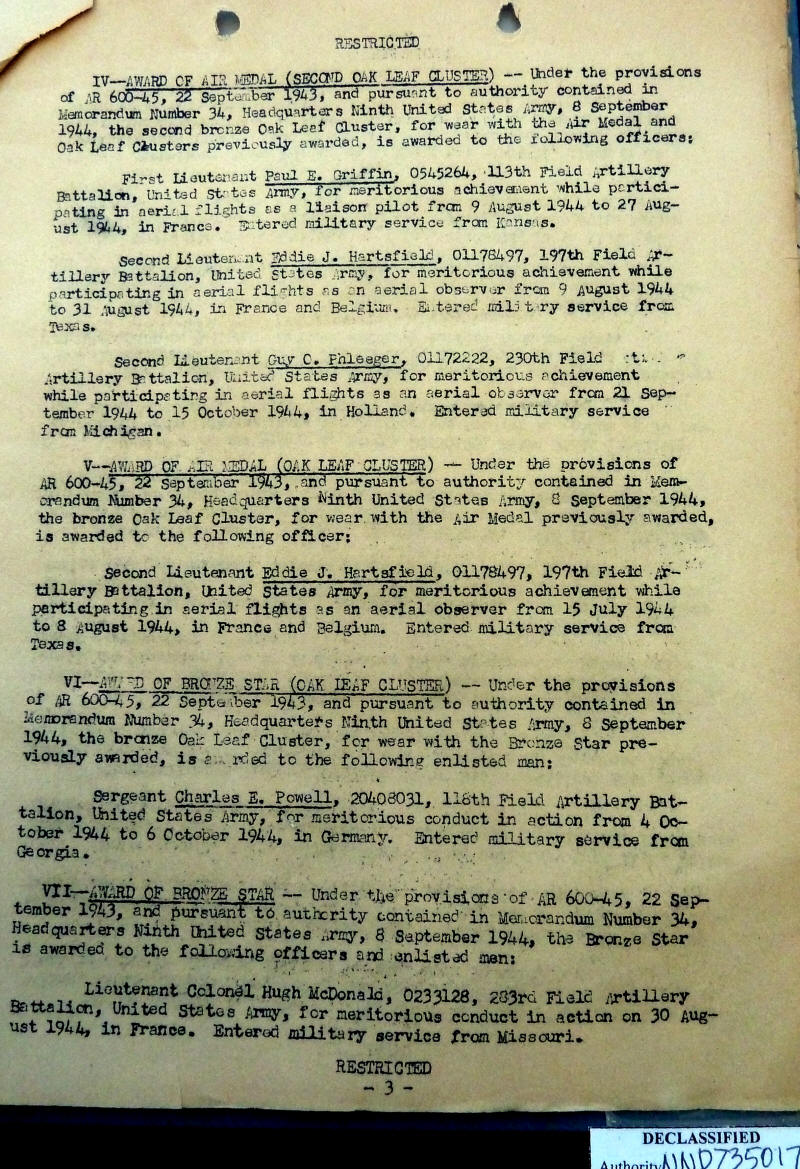 RESTRICTED
IV—AWARD OF AIR MEDAL (SECOND OAK LEAF CLUSTER) -- Under the provisions
of AR 600-45, 22 September 1943, and pursuant to authority contained in
Memorandum Number 34, Headquarters Ninth United States Army, 8 September
1944, the second bronze Oak Leaf Cluster, for wear with the Air Medal and
Oak Leaf Clusters previously awarded, is awarded to the following officers:
First Lieutenant Paul E. Griffin, 0545264, 113th Field Artillery
Battalion, United States Army, for meritorious achievement while partici-
pating in aerial flights as a liaison pilot from 9 August 1944 to 27 Aug-
ust 1944, in France. Entered military service from Kansas.
Second Lieutenant Eddie J. Hartsfield, 01178497, 197th Field Ar-
tillery Battalion, United States Army, for meritorious achievement while
participating in aerial flights as an aerial observer from 9 August 1944
to 31 August 1944, in France and Belgium. Entered military service from
Texas.
Second Lieutenant Guy C. Phleeger, 01172222, 230th Field
Artillery Battalion, United States Army, for meritorious achievement
while participating in aerial flights as an aerial observer from 21 Sep-
tember 1944 to 15 October 1944, in Holland. Entered military service
from Michigan.
V--AWARD OF AIR MEDAL (OAK LEAF CLUSTER) -- Under the provisions of
AR 600-45, 22 September 1943, and pursuant to authority contained in Mem-
orandum Number 34, Headquarters Ninth United States Army, 8 September 1944,
the bronze Oak Leaf Cluster, for wear with the Air Medal previously awarded,
is awarded to the following officer:
Second Lieutenant Eddie J. Hartsfield, 01178497, 197th Field Ar-
tillery Battalion, United States Army, for meritorious achievement while
participating in aerial flights as an aerial observer from 15 July 1944
to 8 August 1944, in France and Belgium. Entered military service from
Texas.
VI--AWARD OF BRONZE STAR (OAK LEAF CLUSTER) -- Under the provisions
of AR 600-45, 22 September 1943, and pursuant to authority contained in
Memorandum Number 34, Headquarters Ninth United States Army, 8 September
1944, the bronze Oak Leaf Cluster, for wear with the Bronze Star pre-
viously awarded, is awarded to the following enlisted man:
Sergeant Charles E. Powell, 20408031, 118th Field Artillery Bat-
talion, United States Army, for meritorious conduct in action from 4 Oc-
tober 1944 to 6 October 1944, in Germany. Entered military service from
Georgia.
VII--AWARD OF BRONZE STAR -- Under the provisions of AR 600-45, 22 Sep-
tember 1943, and pursuant to authority contained in Memorandum Number 34,
Headquarters Ninth United States Army, 8 September 1944, the Bronze Star
is awarded to the following officers and enlisted men:
Lieutenant Colonel Hugh McDonald, 0233128, 283rd Field Artillery
Battalion, United States Army, for meritorious conduct in action on 30 Aug-
ust 1944, in France. Entered military service from Missouri.
RESTRICTED
- 3 -
DECLASSIFIED
Authority NND735017